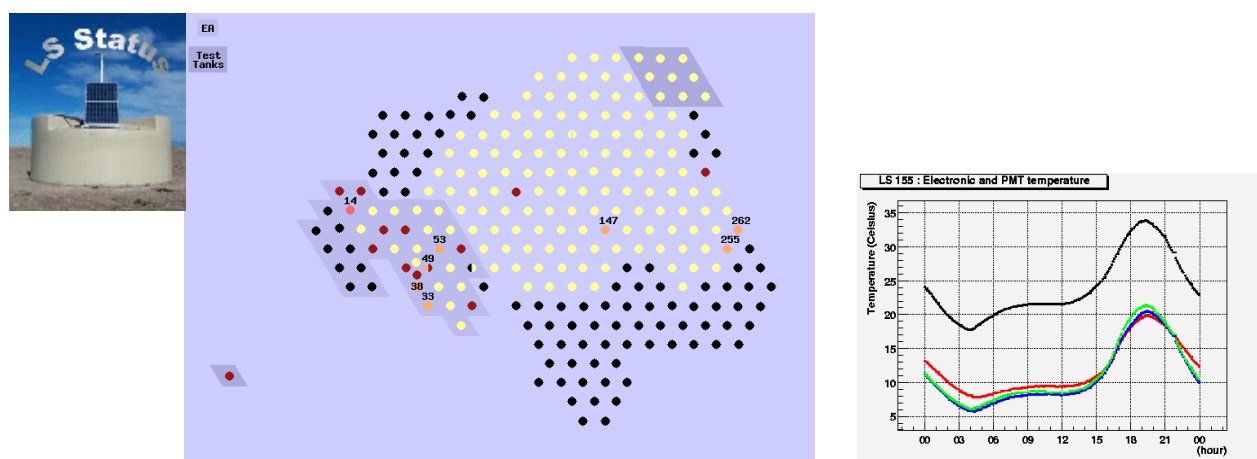 LS Status
EA
Test
Tanks
14
147
262
53
255
49
38
33
LS 155 : Electronic and PMT temperature
Temperature (Celsius)
35
30
25
20
15
10
5
00 03 06 09 12 15 18 21 00
(hour)